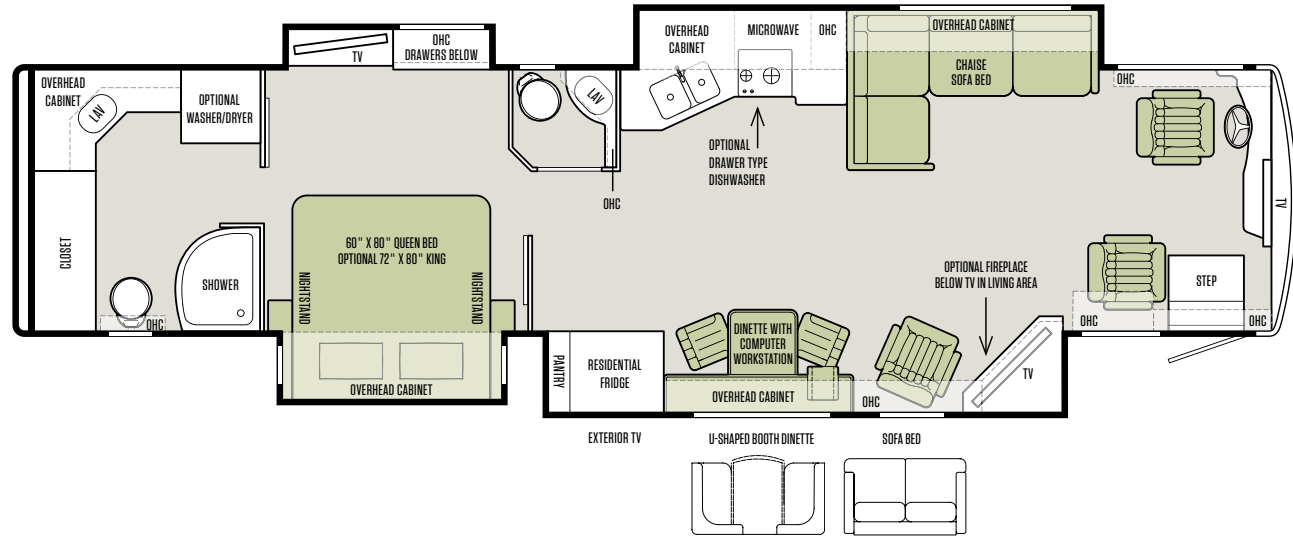 OVERHEAD
CABINET
LAV
OPTIONAL
WASHER/DRYER
CLOSET
SHOWER
OHC
TV
OHC
DRAWERS BELOW
60" X 80" QUEEN BED
OPTIONAL 72" X 80" KING
NIGHTSTAND
NIGHTSTAND
OVERHEAD CABINET
LAV
OHC
OVERHEAD
CABINET
MICROWAVE
OHC
OPTIONAL
DRAWER TYPE
DISHWASHER
OVERHEAD CABINET
CHAISE
SOFA BED
OHC
TV
STEP
OHC
OHC
OPTIONAL FIREPLACE
BELOW TV IN LIVING AREA
PANTRY
RESIDENTIAL
FRIDGE
DINETTE WITH
COMPUTER
WORKSTATION
OVERHEAD CABINET
OHC
TV
EXTERIOR TV
U-SHAPED BOOTH DINETTE
SOFA BED